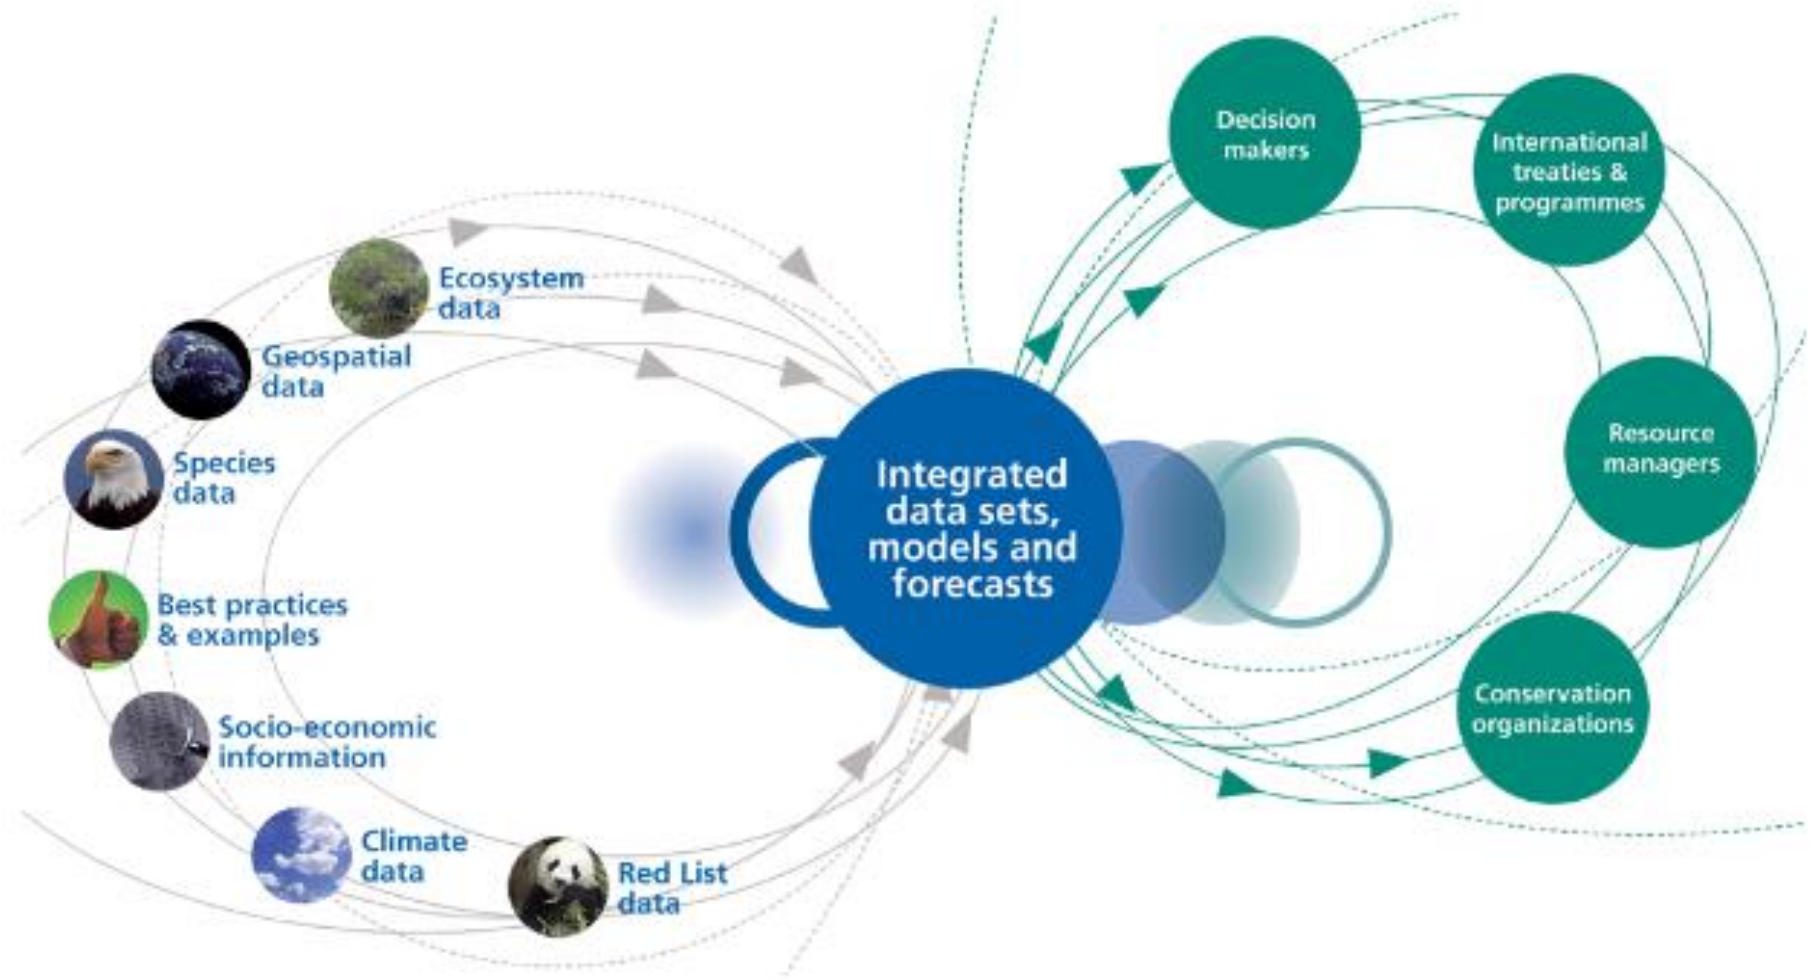 Decision
makers
International
treaties &
programmes
Ecosystem
data
Geospatial
data
Species
data
Integrated
data sets,
models and
forecasts
Resource
managers
Best practices
& examples
Socio-economic
information
Conservation
organizations
Climate
data
Red List
data